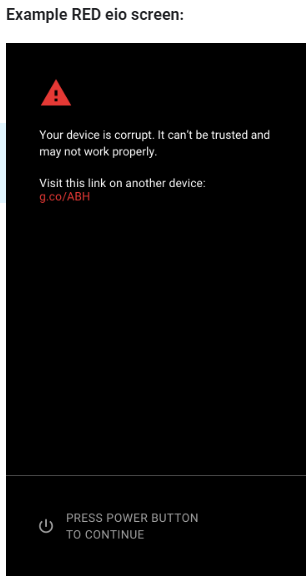 Example RED eio screen:
Your device is corrupt. It can't be trusted and
may not work properly.
Visit this link on another device:
g.co/ABH
PRESS POWER BUTTON
TO CONTINUE